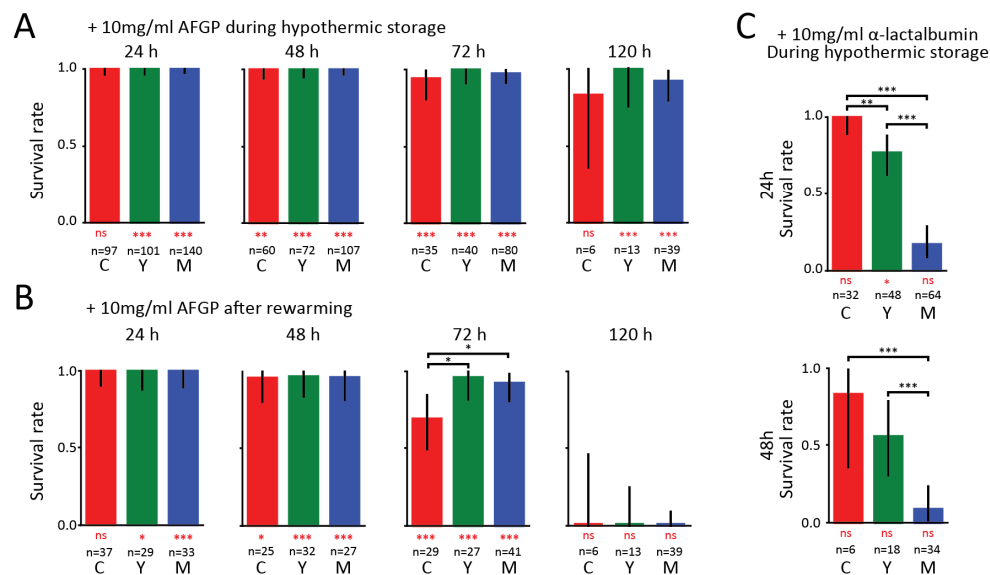 A
+ 10mg/ml AFGP during hypothermic storage
24 h 48 h 72 h 120 h
Survival rate
1.0
0.5
0.0
ns *** *** ** *** *** *** *** *** ns *** ***
n=97 n=101 n=140 n=60 n=72 n=107 n=35 n=40 n=80 n=6 n=13 n=39
C Y M C Y M C Y M C Y M
B
+ 10mg/ml AFGP after rewarming
24 h 48 h 72 h 120 h
* 
*
Survival rate
1.0
0.5
0.0
ns * *** * *** *** *** *** *** ns ns ns
n=37 n=29 n=33 n=25 n=32 n=27 n=29 n=27 n=41 n=6 n=13 n=39
C Y M C Y M C Y M C Y M
C
+ 10mg/ml α-lactalbumin
During hypothermic storage
***
**
***
24h
Survival rate
1.0
0.5
0.0
ns * ns
n=32 n=48 n=64
C Y M
***
***
48h
Survival rate
1.0
0.5
0.0
ns ns ns
n=6 n=18 n=34
C Y M